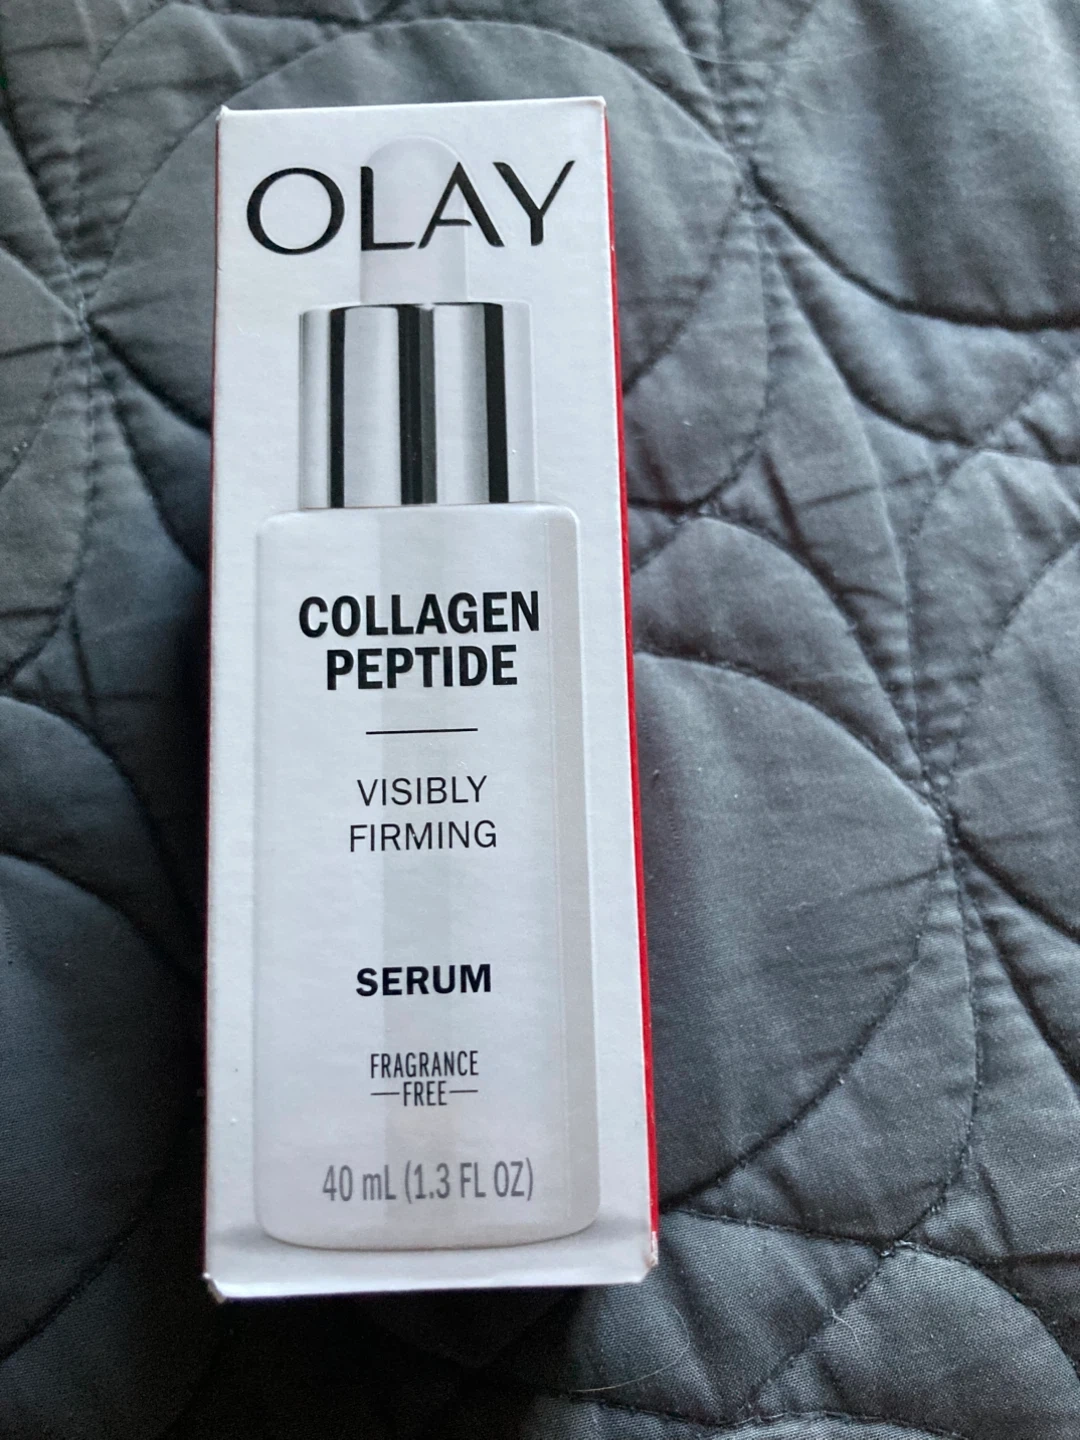 OLAY
COLLAGEN
PEPTIDE
VISIBLY
FIRMING
SERUM
FRAGRANCE
FREE
40 mL (1.3 FL OZ)